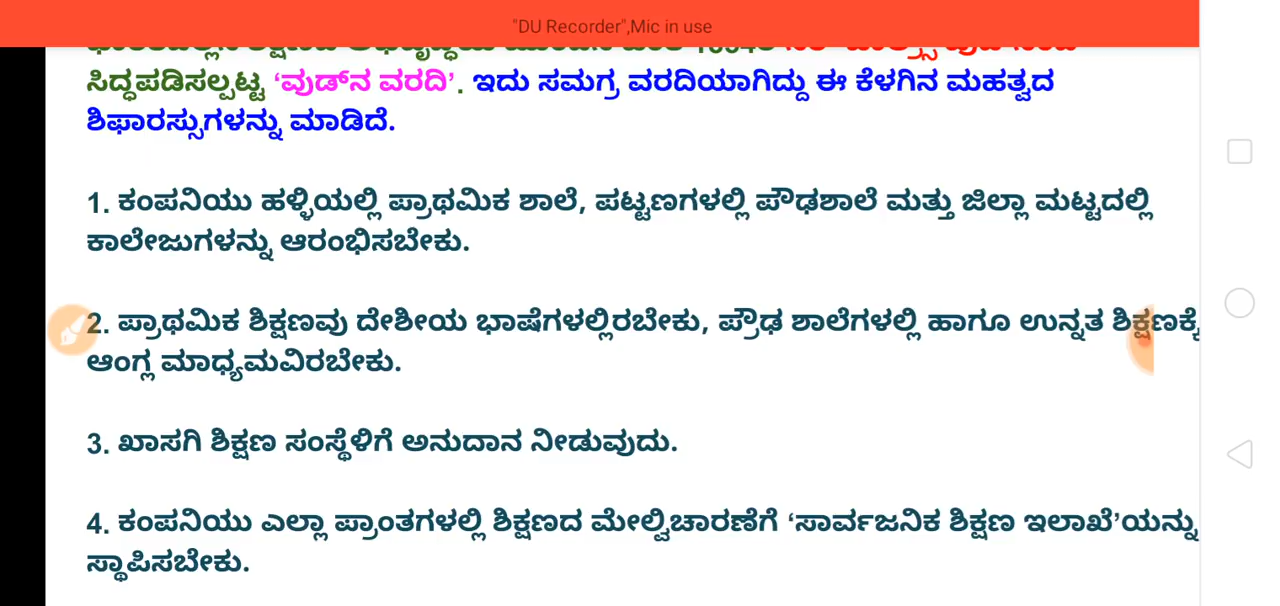 "DU Recorder",Mic in use
ಸಿದ್ಧಪಡಿಸಲ್ಪಟ್ಟ ‘ವುಡ್‌ನ ವರದಿ’. ಇದು ಸಮಗ್ರ ವರದಿಯಾಗಿದ್ದು ಈ ಕೆಳಗಿನ ಮಹತ್ವದ
ಶಿಫಾರಸ್ಸುಗಳನ್ನು ಮಾಡಿದೆ.
1. ಕಂಪನಿಯು ಹಳ್ಳಿಯಲ್ಲಿ ಪ್ರಾಥಮಿಕ ಶಾಲೆ, ಪಟ್ಟಣಗಳಲ್ಲಿ ಪೌಢಶಾಲೆ ಮತ್ತು ಜಿಲ್ಲಾ ಮಟ್ಟದಲ್ಲಿ
ಕಾಲೇಜುಗಳನ್ನು ಆರಂಭಿಸಬೇಕು.
2. ಪ್ರಾಥಮಿಕ ಶಿಕ್ಷಣವು ದೇಶೀಯ ಭಾಷೆಗಳಲ್ಲಿರಬೇಕು, ಪ್ರೌಢ ಶಾಲೆಗಳಲ್ಲಿ ಹಾಗೂ ಉನ್ನತ ಶಿಕ್ಷಣಕ್ಕೆ
ಆಂಗ್ಲ ಮಾಧ್ಯಮವಿರಬೇಕು.
3. ಖಾಸಗಿ ಶಿಕ್ಷಣ ಸಂಸ್ಥೆಳಿಗೆ ಅನುದಾನ ನೀಡುವುದು.
4. ಕಂಪನಿಯು ಎಲ್ಲಾ ಪ್ರಾಂತಗಳಲ್ಲಿ ಶಿಕ್ಷಣದ ಮೇಲ್ವಿಚಾರಣೆಗೆ ‘ಸಾರ್ವಜನಿಕ ಶಿಕ್ಷಣ ಇಲಾಖೆ’ಯನ್ನು
ಸ್ಥಾಪಿಸಬೇಕು.